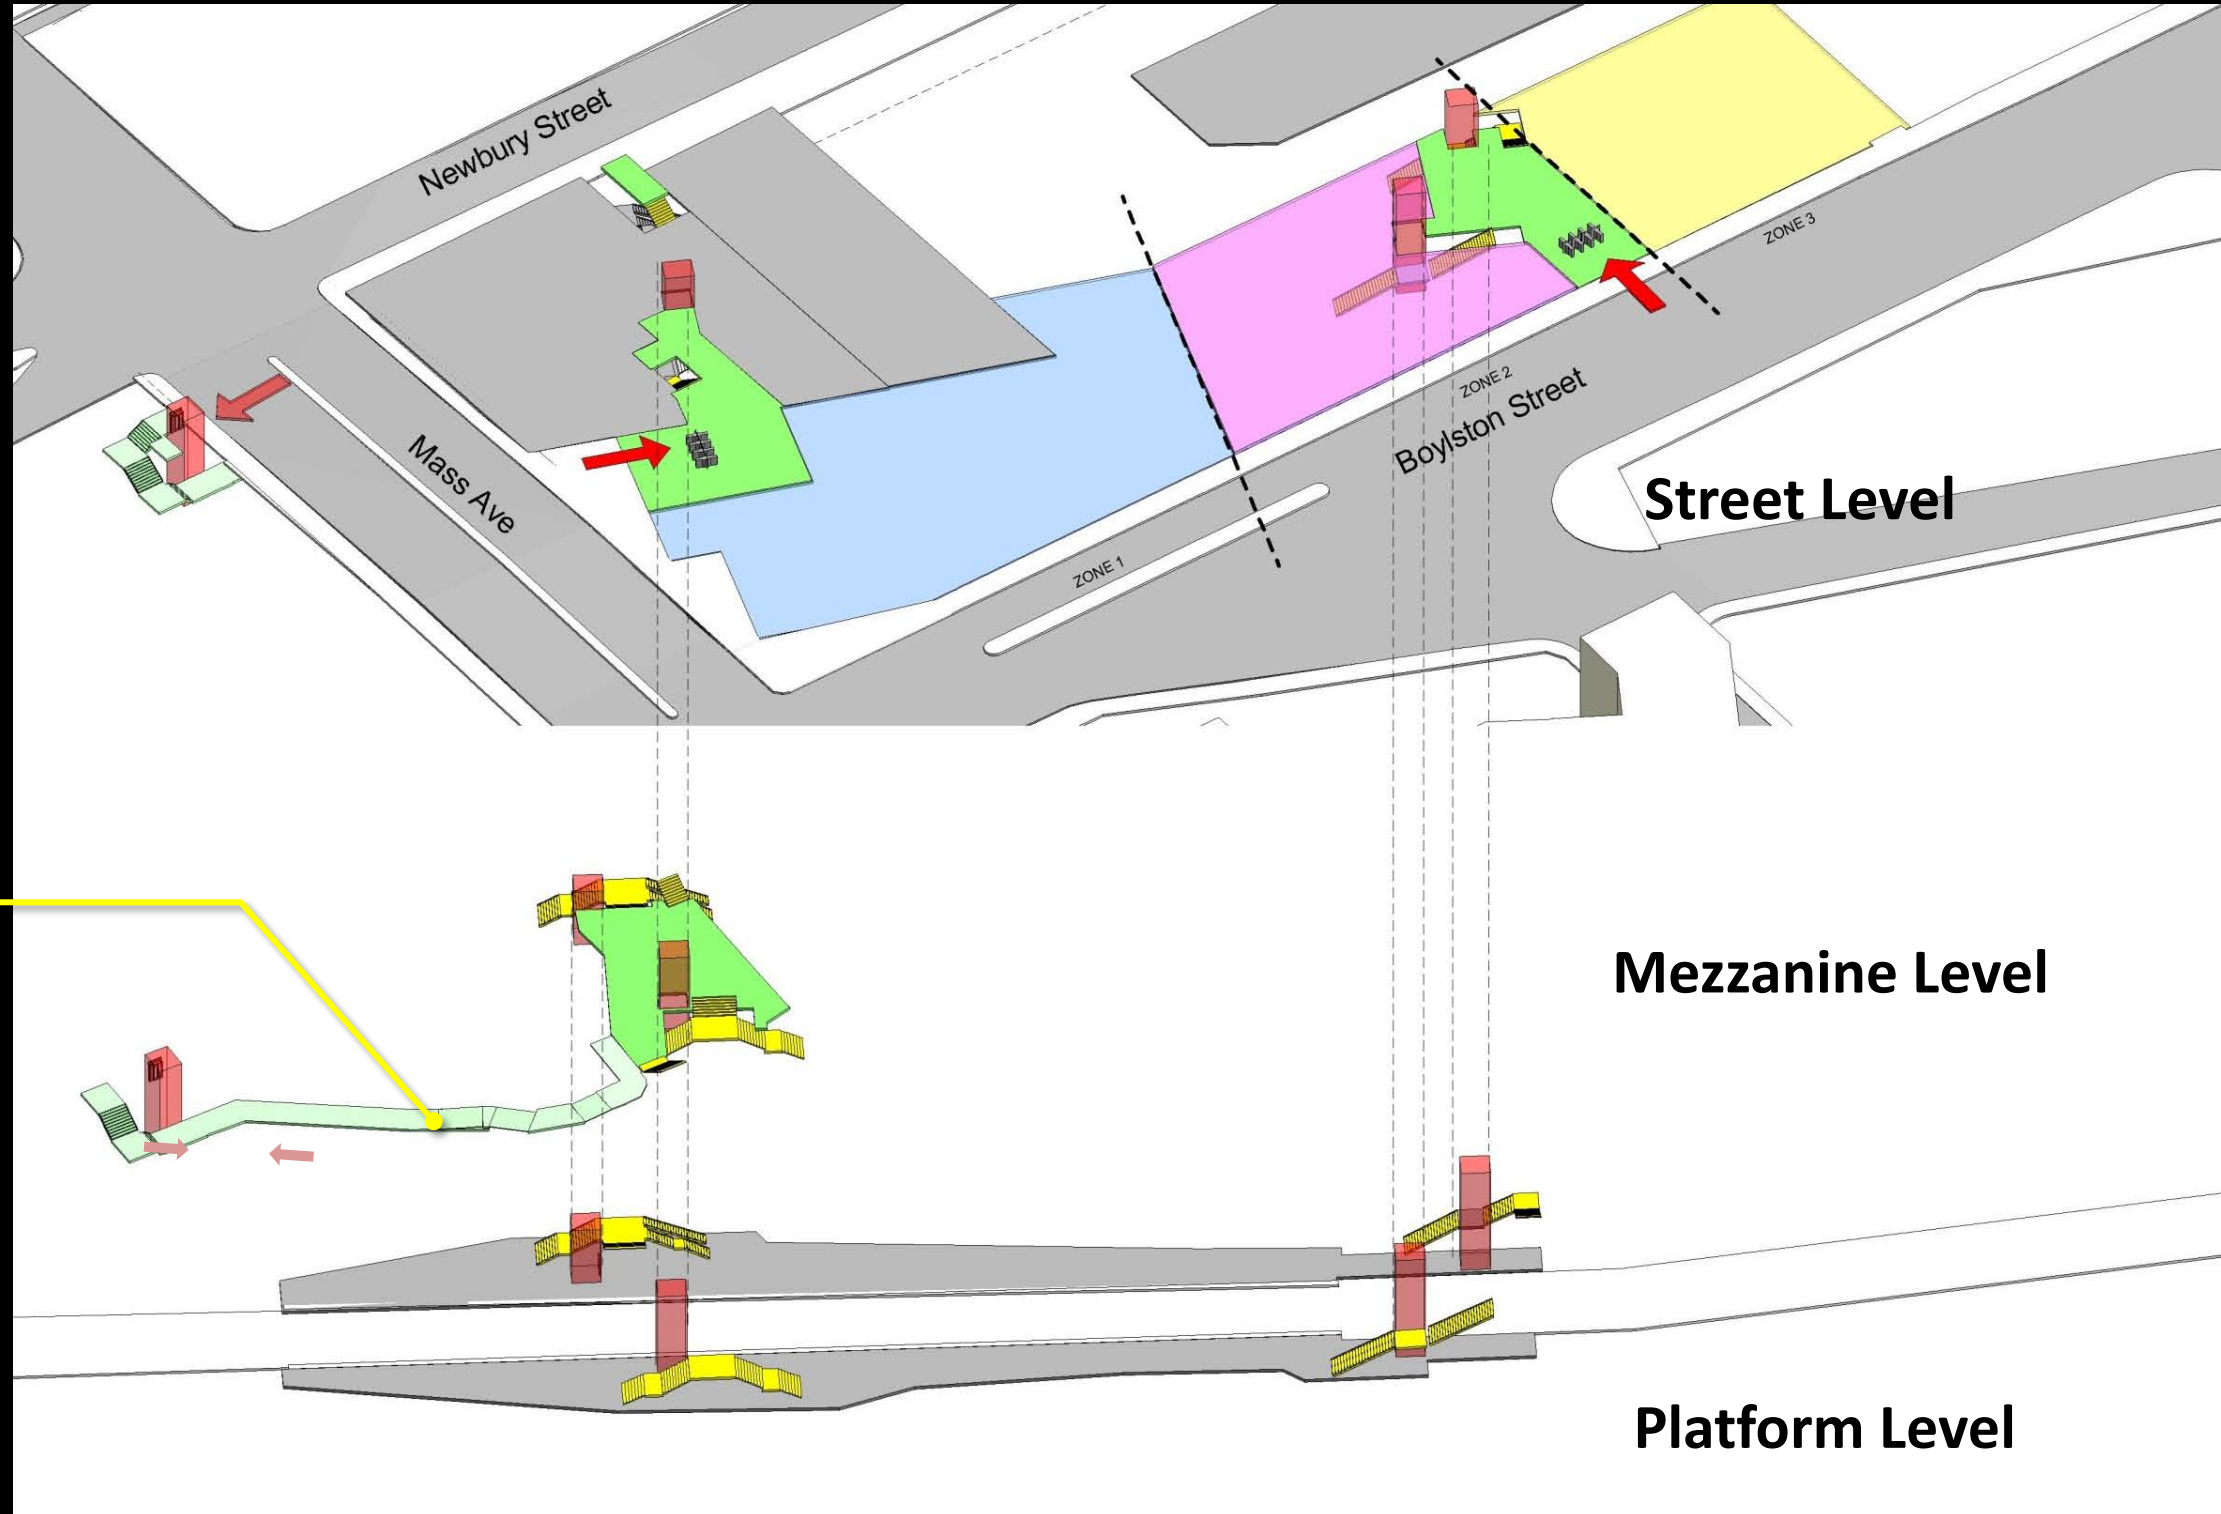 Newbury Street
ZONE 3
ZONE 2
Boylston Street
Mass Ave
Street Level
ZONE 1
Mezzanine Level
Platform Level